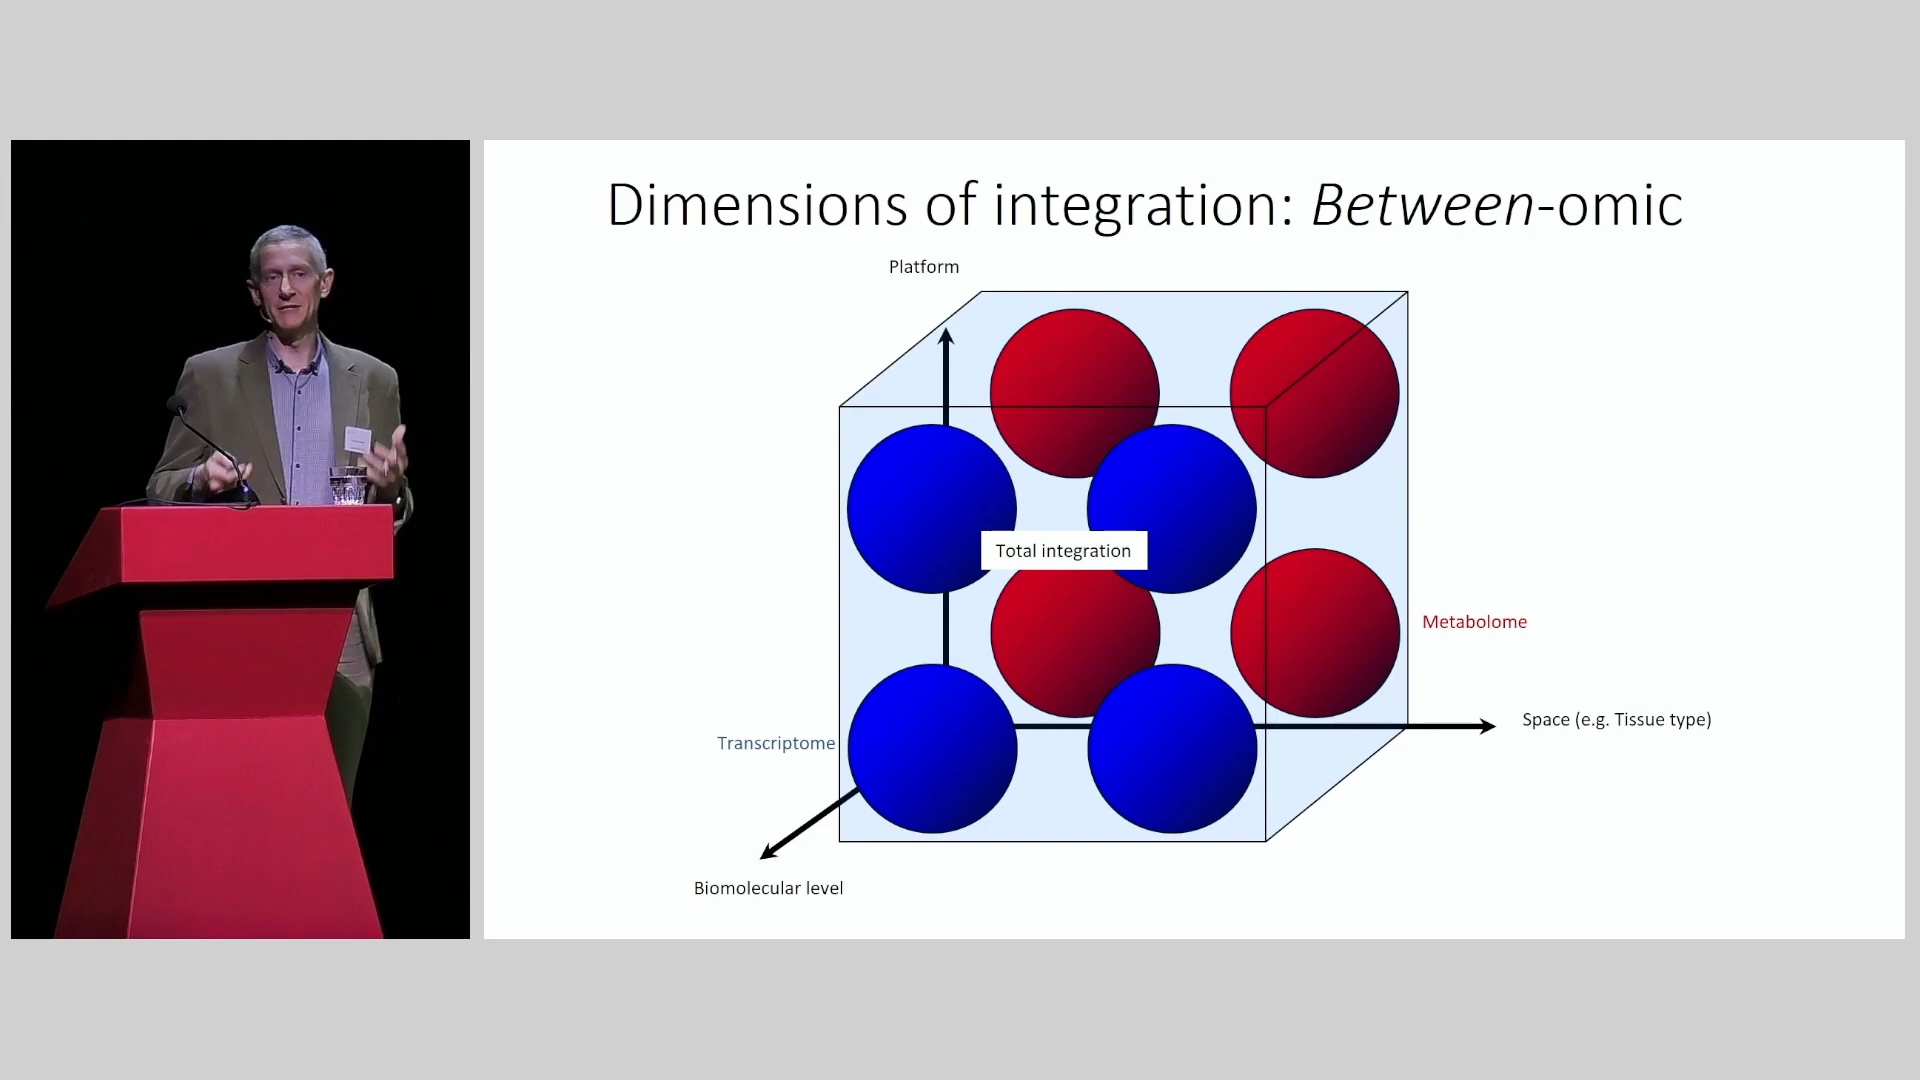 Dimensions of integration: Between-omic
Platform
Total integration
Metabolome
Space (e.g. Tissue type)
Transcriptome
Biomolecular level